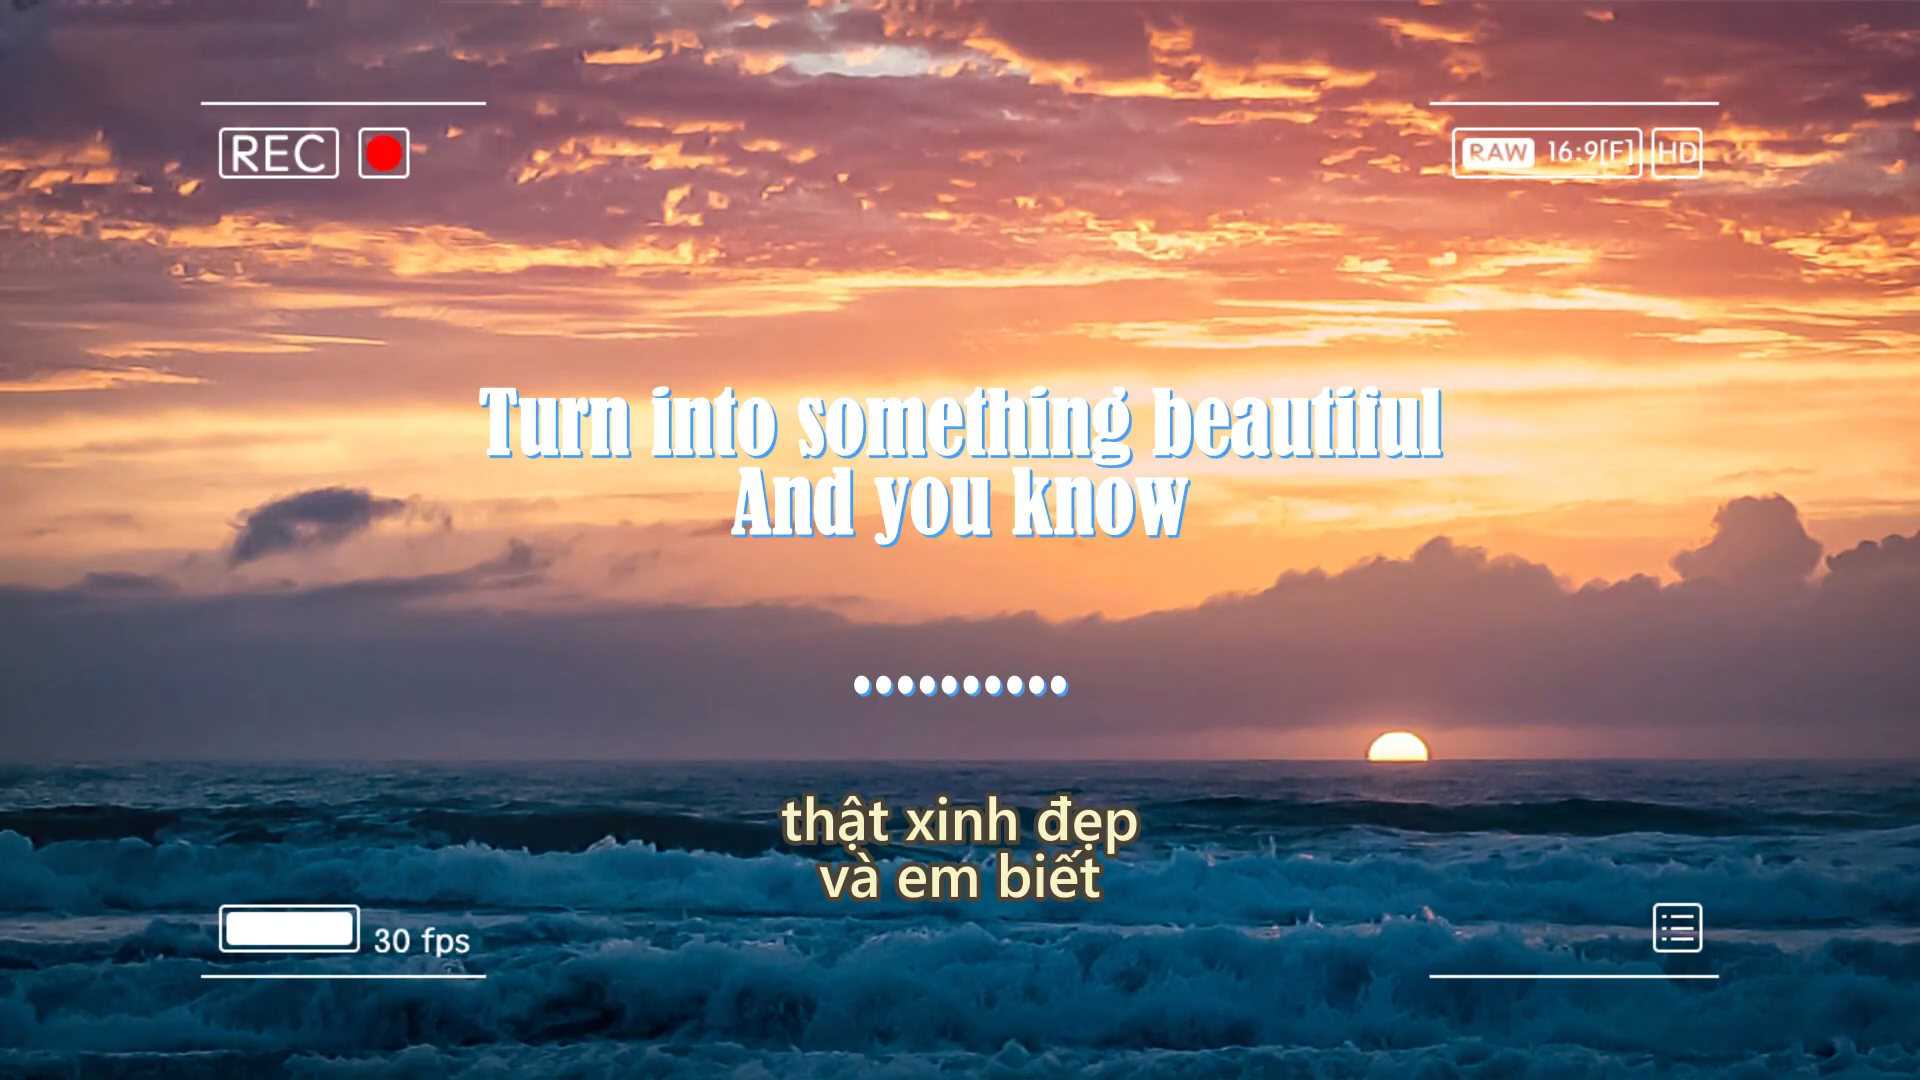 REC
RAW 16:9[F] HD
Turn into something beautiful
And you know
••••••••••
thật xinh đẹp
và em biết
30 fps